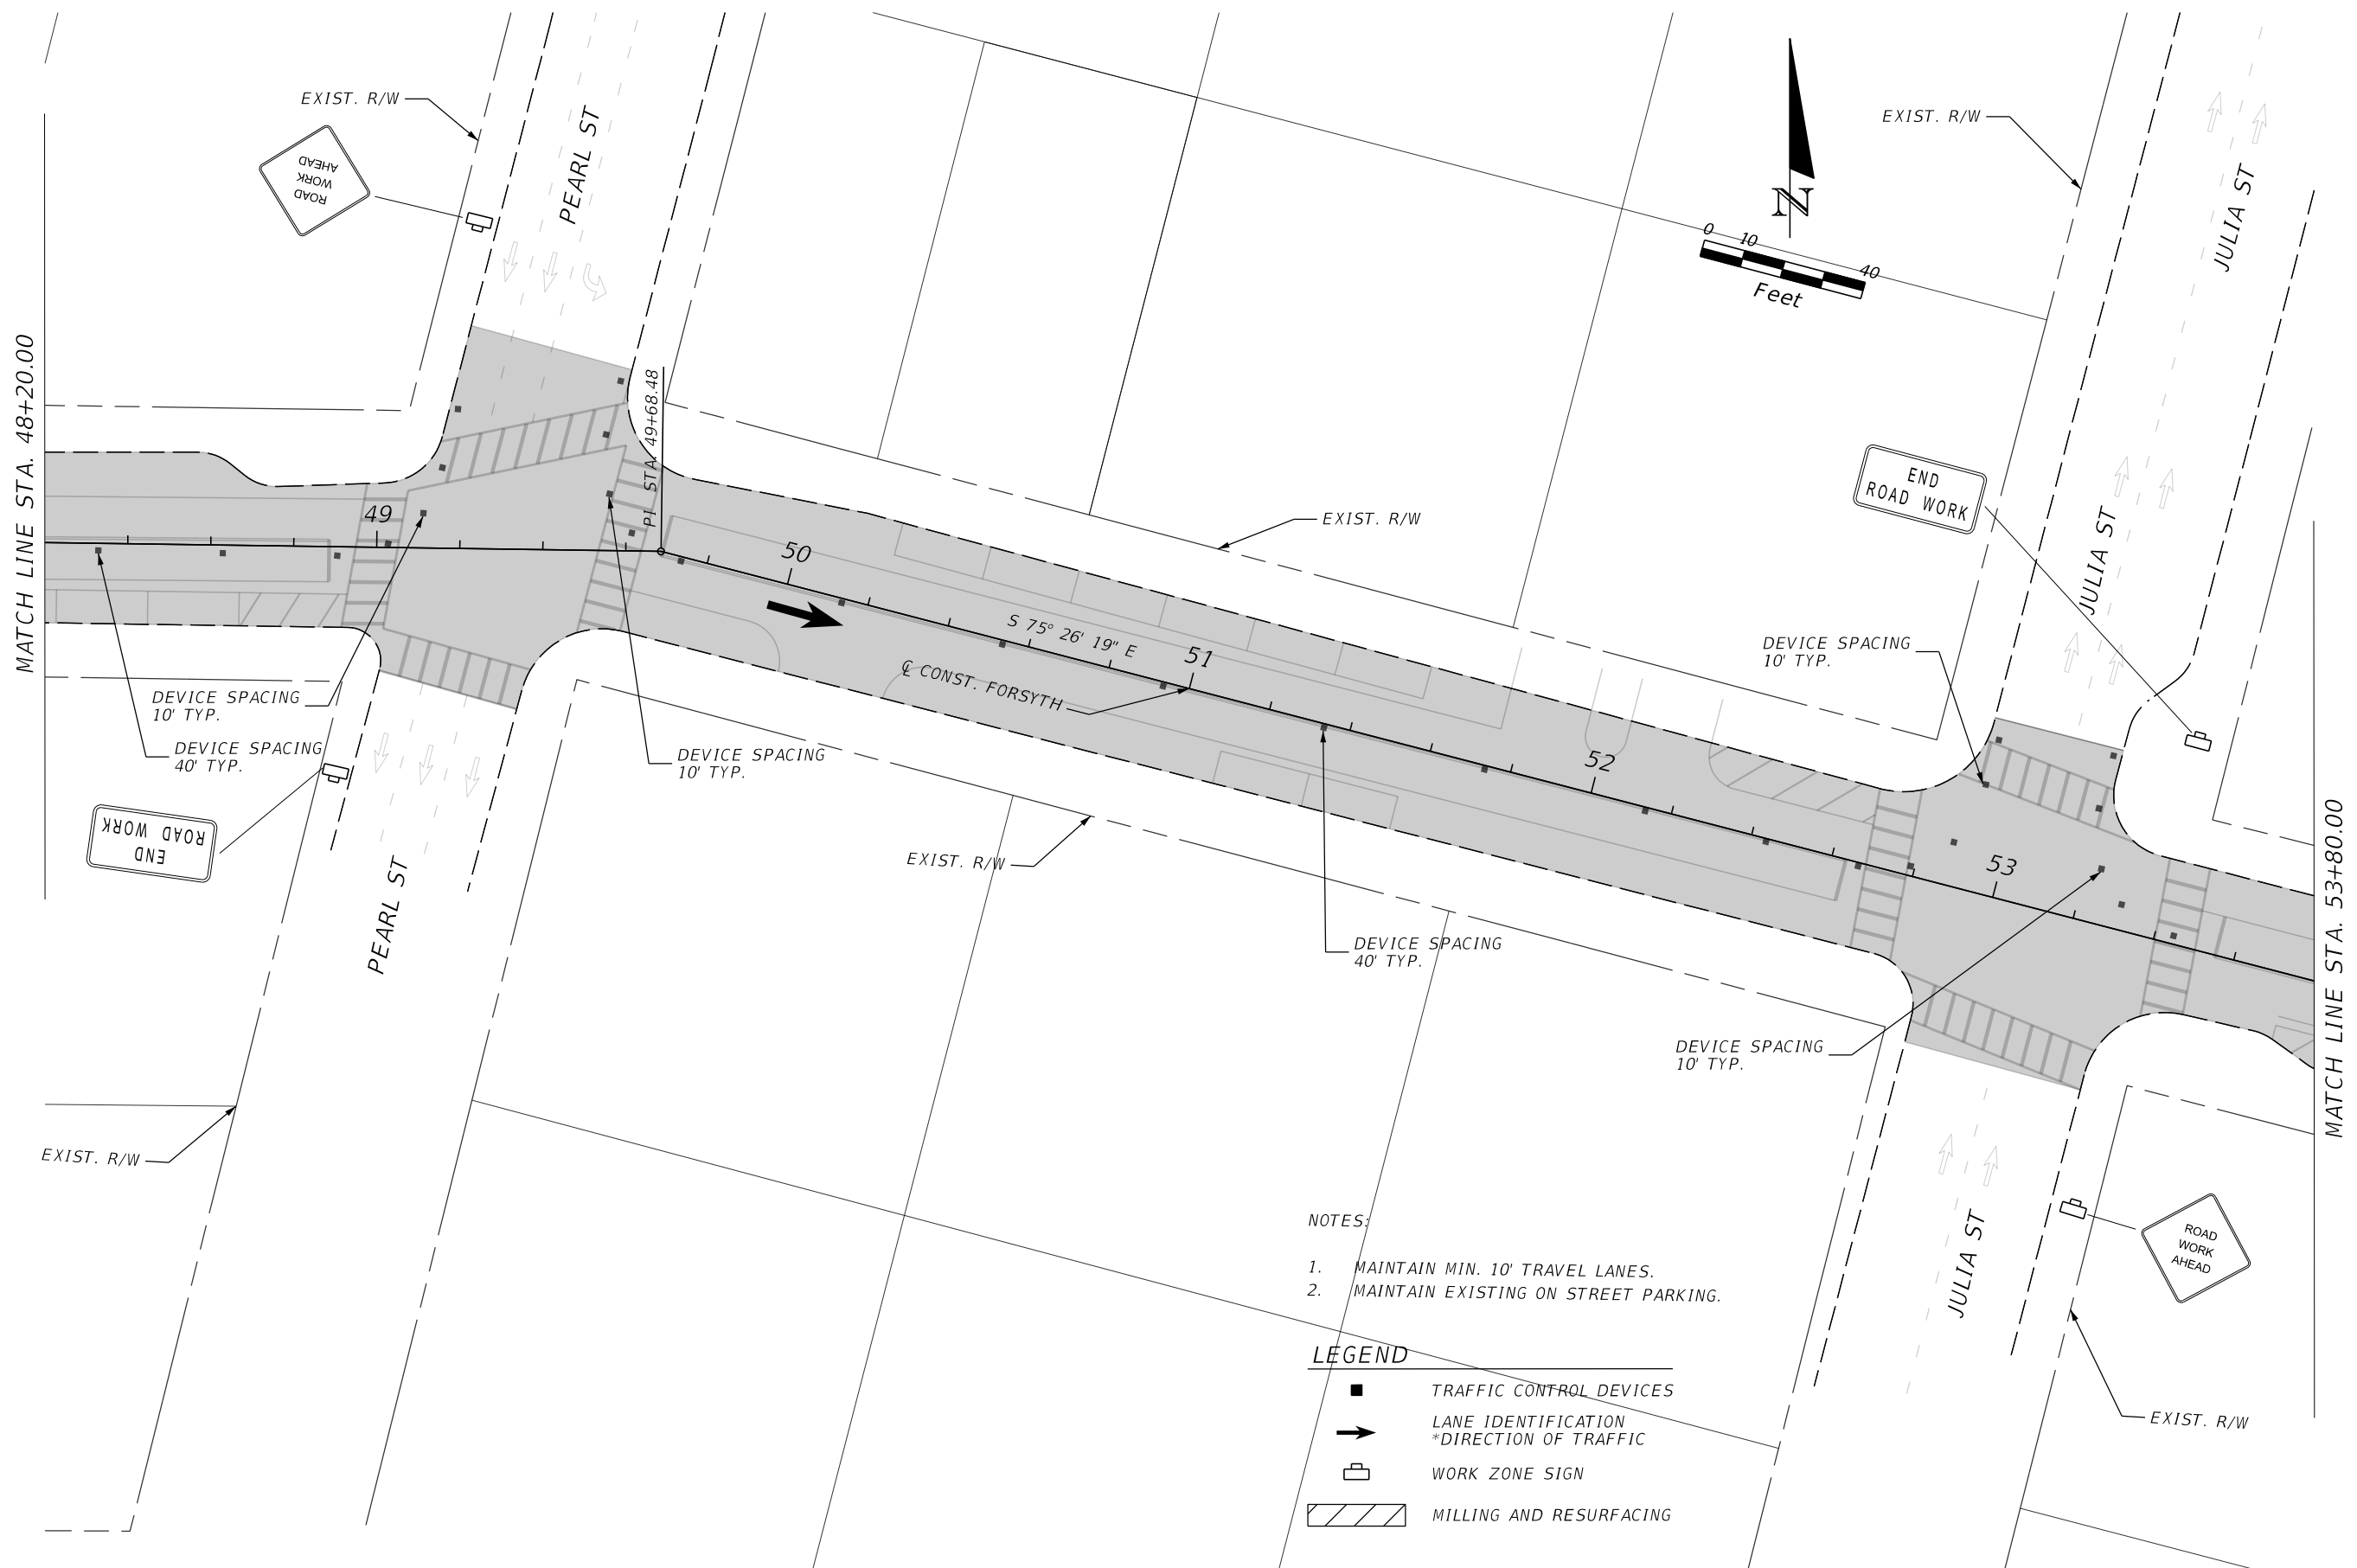 EXIST. R/W
ROAD
WORK
AHEAD
PEARL ST
EXIST. R/W
JULIA ST
N
0 10 40
Feet
MATCH LINE STA. 48+20.00
PI STA. 49+68.48
49
50
EXIST. R/W
END
ROAD WORK
JULIA ST
S 75° 26' 19" E
51
℄ CONST. FORSYTH
DEVICE SPACING
10' TYP.
DEVICE SPACING
10' TYP.
DEVICE SPACING
40' TYP.
DEVICE SPACING
10' TYP.
52
END
ROAD WORK
PEARL ST
EXIST. R/W
53
MATCH LINE STA. 53+80.00
DEVICE SPACING
40' TYP.
DEVICE SPACING
10' TYP.
EXIST. R/W
JULIA ST
ROAD
WORK
AHEAD
EXIST. R/W
NOTES:
1. MAINTAIN MIN. 10' TRAVEL LANES.
2. MAINTAIN EXISTING ON STREET PARKING.
LEGEND
TRAFFIC CONTROL DEVICES
LANE IDENTIFICATION
*DIRECTION OF TRAFFIC
WORK ZONE SIGN
MILLING AND RESURFACING